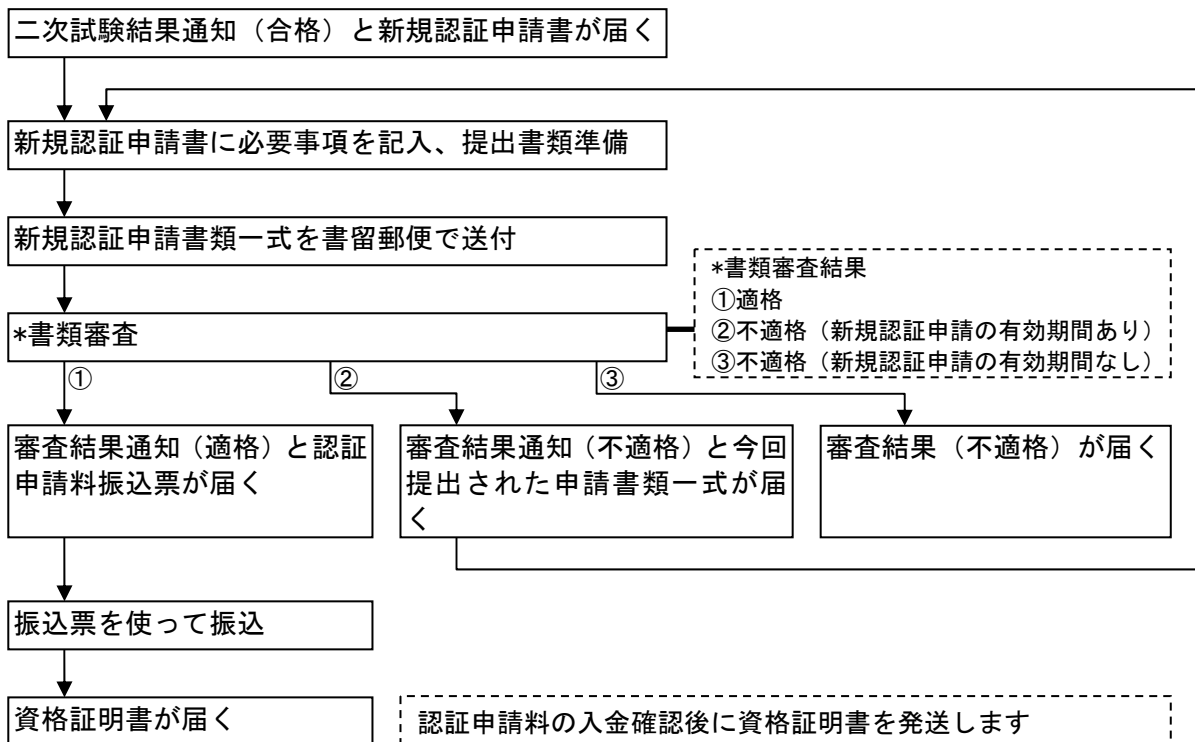 二次試験結果通知（合格）と新規認証申請書が届く
新規認証申請書に必要事項を記入、提出書類準備
新規認証申請書類一式を書留郵便で送付
*書類審査結果
①適格
②不適格（新規認証申請の有効期間あり）
③不適格（新規認証申請の有効期間なし）
*書類審査
①
②
③
審査結果通知（適格）と認証
申請料振込票が届く
審査結果通知（不適格）と今回
提出された申請書類一式が届
く
審査結果（不適格）が届く
振込票を使って振込
資格証明書が届く
認証申請料の入金確認後に資格証明書を発送します